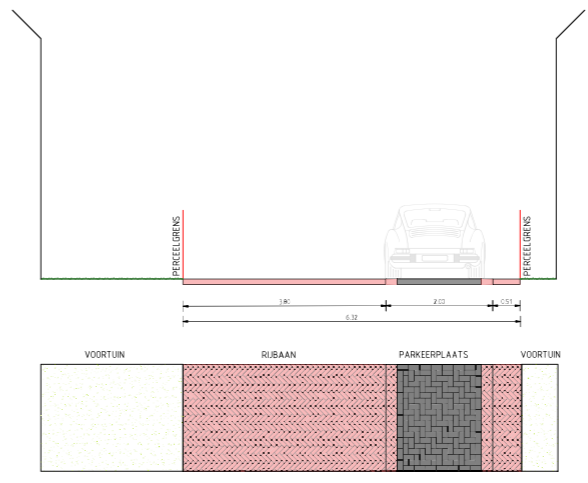 PERCEELGRENS
PERCEELGRENS
3.80
2.00
0.51
6.32
VOORTUIN
RIJBAAN
PARKEERPLAATS
VOORTUIN